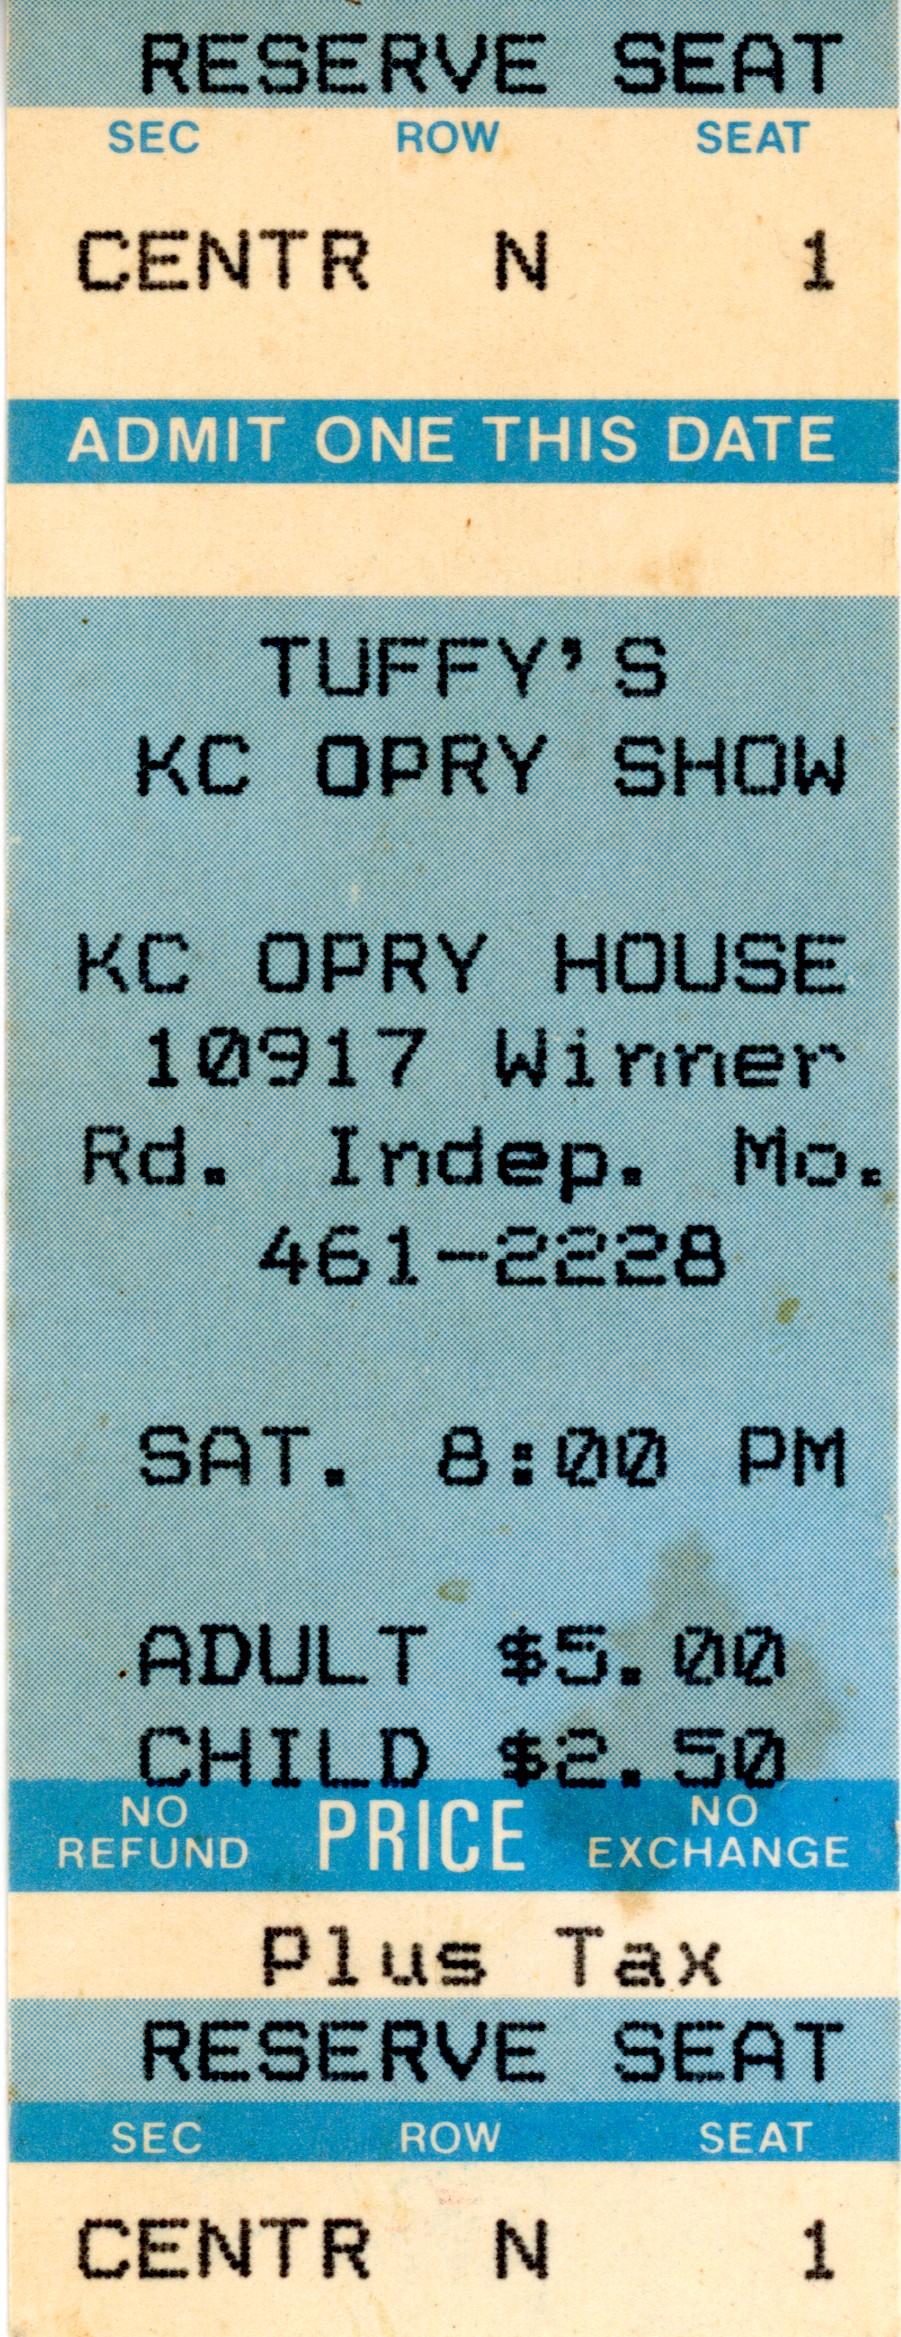 RESERVE SEAT
SEC ROW SEAT
CENTR N 1
ADMIT ONE THIS DATE
TUFFY'S
KC OPRY SHOW
KC OPRY HOUSE
10917 Winner
Rd. Indep. Mo.
461-2228
SAT. 8:00 PM
ADULT $5.00
CHILD $2.50
NO REFUND PRICE NO EXCHANGE
Plus Tax
RESERVE SEAT
SEC ROW SEAT
CENTR N 1